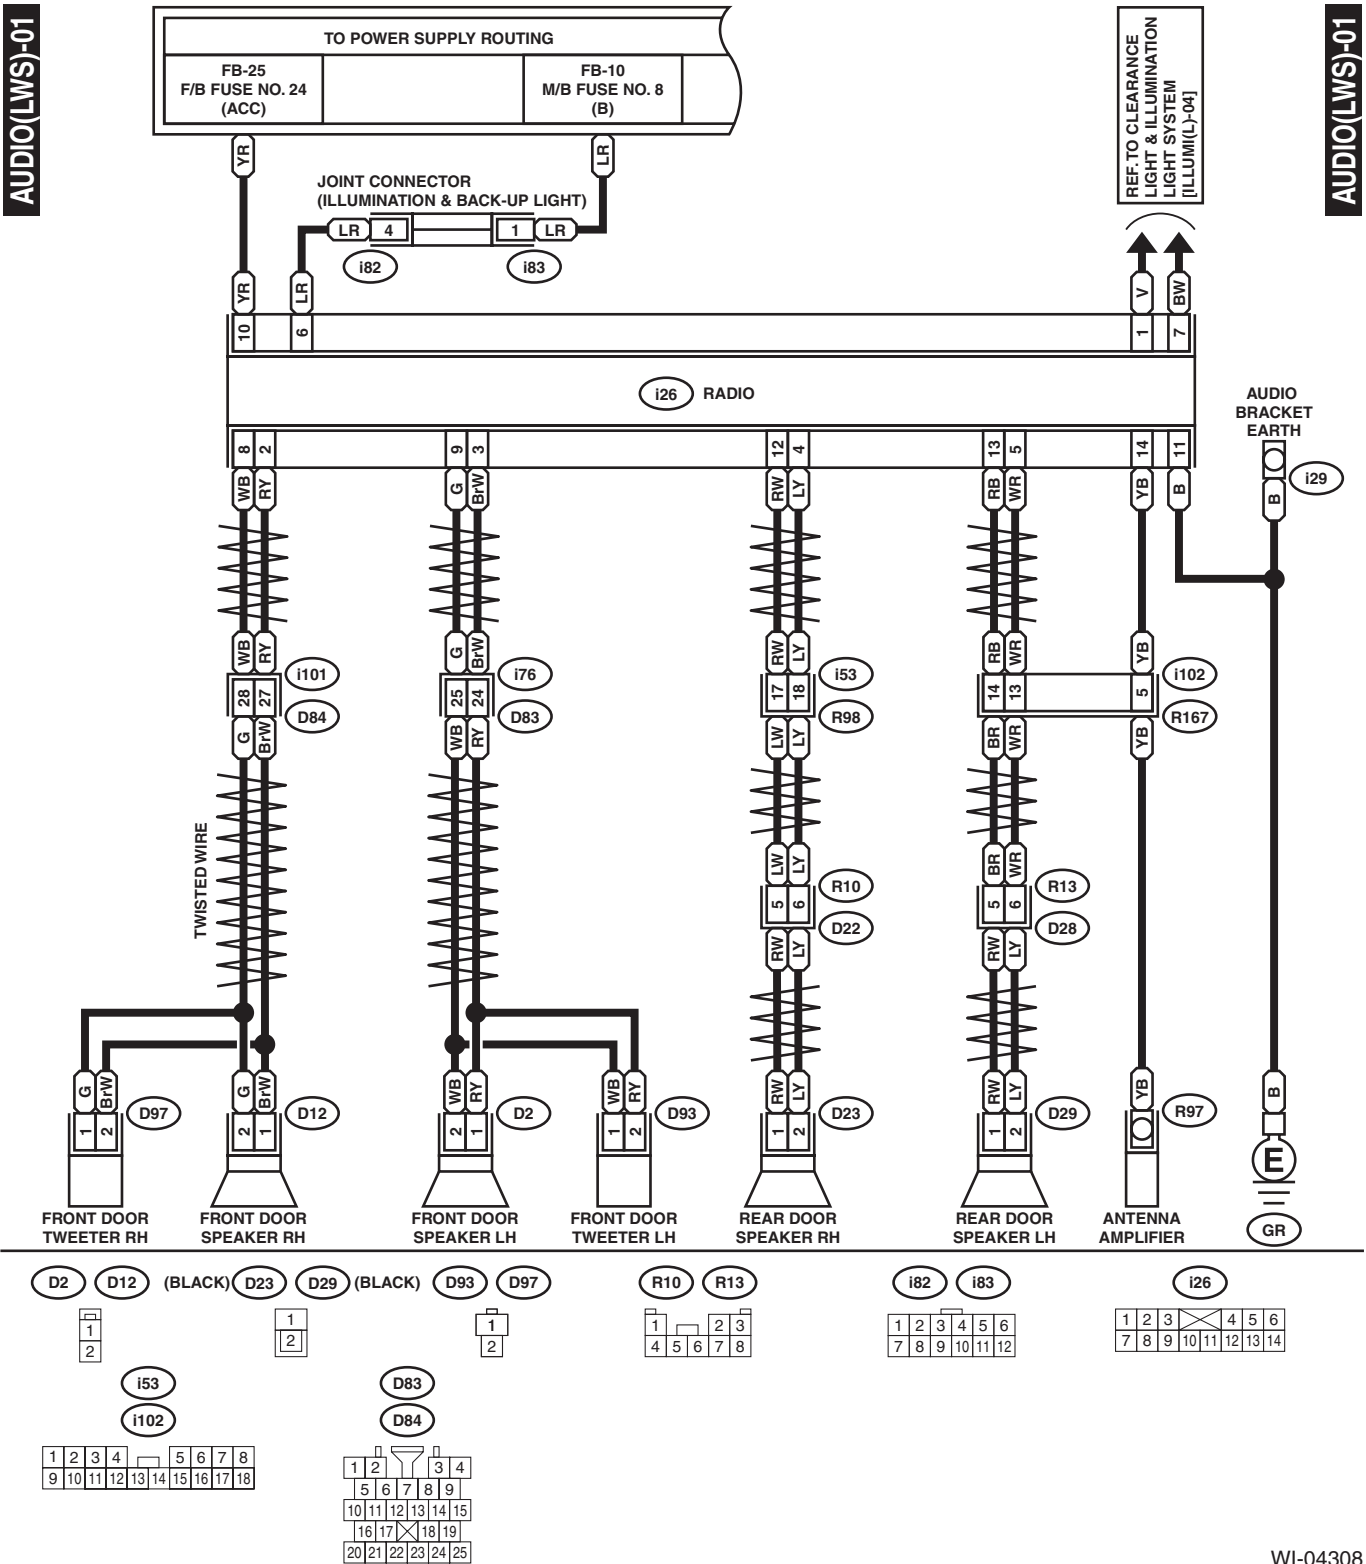 AUDIO(LWS)-01
AUDIO(LWS)-01
TO POWER SUPPLY ROUTING
FB-25
F/B FUSE NO. 24
(ACC)
FB-10
M/B FUSE NO. 8
(B)
REF. TO CLEARANCE
LIGHT & ILLUMINATION
LIGHT SYSTEM
[ILLUMI(L)-04]
YR
LR
JOINT CONNECTOR
(ILLUMINATION & BACK-UP LIGHT)
LR 4 1 LR
i82 i83
YR LR V BW
10 6 1 7
i26 RADIO
AUDIO
BRACKET
EARTH
8 2 9 3 12 4 13 5 14 11
i29
WB RY G BrW RW LY RB WR YB B B
WB RY G BrW RW LY RB WR YB
i101 i76 i53 i102
28 27 25 24 17 18 14 13 5
D84 D83 R98 R167
G BrW WB RY LW LY BR WR YB
TWISTED WIRE
LW LY BR WR
R10 R13
5 6 5 6
D22 D28
RW LY RW LY
G BrW G BrW WB RY WB RY RW LY RW LY YB B
D97 D12 D2 D93 D23 D29 R97
1 2 2 1 2 1 1 2 1 2 1 2
E
FRONT DOOR
TWEETER RH
FRONT DOOR
SPEAKER RH
FRONT DOOR
SPEAKER LH
FRONT DOOR
TWEETER LH
REAR DOOR
SPEAKER RH
REAR DOOR
SPEAKER LH
ANTENNA
AMPLIFIER
GR
D2 D12 (BLACK) D23 D29 (BLACK) D93 D97 R10 R13 i82 i83 i26
1
2
1
2
1
2
1 2 3
4 5 6 7 8
1 2 3 4 5 6
7 8 9 10 11 12
1 2 3 4 5 6
7 8 9 10 11 12 13 14
i53
i102
1 2 3 4 5 6 7 8
9 10 11 12 13 14 15 16 17 18
D83
D84
1 2 3 4
5 6 7 8 9
10 11 12 13 14 15
16 17 18 19
20 21 22 23 24 25
WI-04308